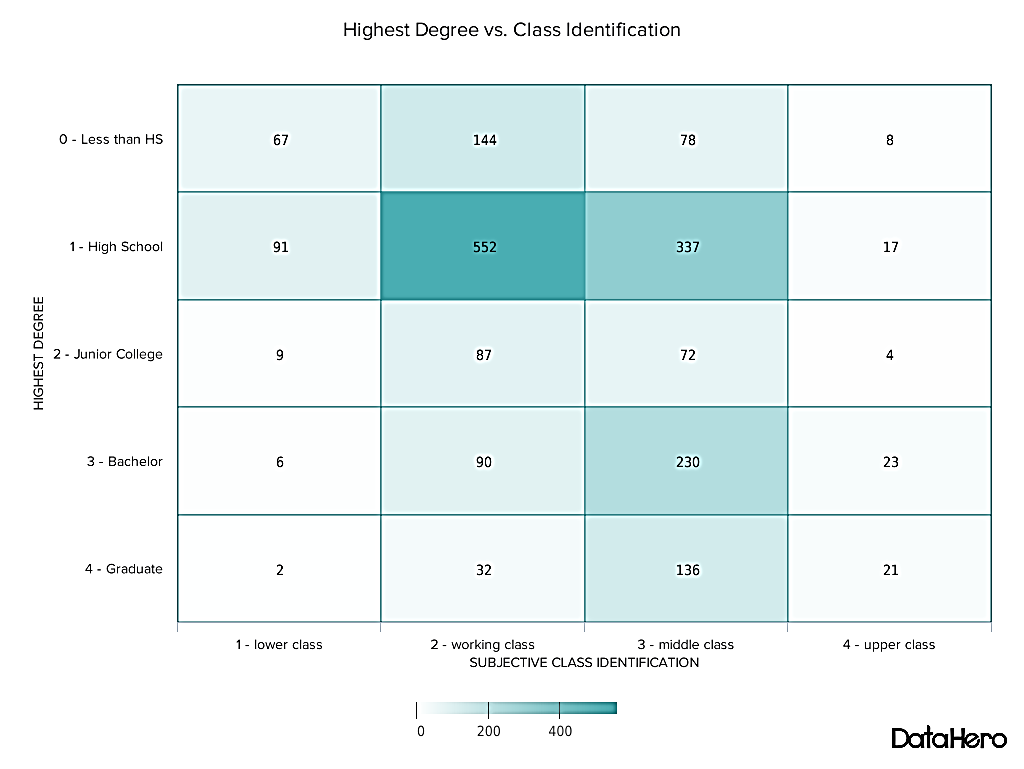 Highest Degree vs. Class Identification
HIGHEST DEGREE
0 - Less than HS 67 144 78 8
1 - High School 91 552 337 17
2 - Junior College 9 87 72 4
3 - Bachelor 6 90 230 23
4 - Graduate 2 32 136 21
1 - lower class 2 - working class 3 - middle class 4 - upper class
SUBJECTIVE CLASS IDENTIFICATION
0 200 400
DataHero